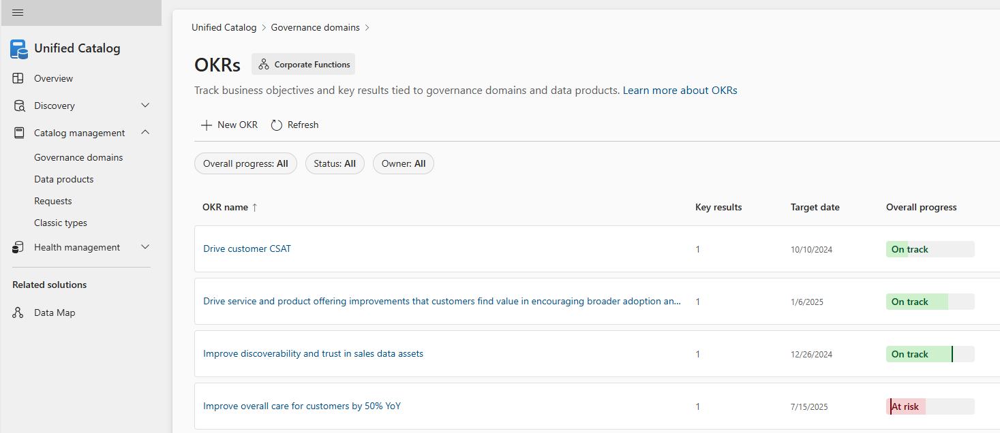 Unified Catalog
Overview
Discovery
Catalog management
Governance domains
Data products
Requests
Classic types
Health management
Related solutions
Data Map
Unified Catalog > Governance domains >
OKRs Corporate Functions
Track business objectives and key results tied to governance domains and data products. Learn more about OKRs
New OKR Refresh
Overall progress: All Status: All Owner: All
OKR name ↑ Key results Target date Overall progress
Drive customer CSAT 1 10/10/2024 On track
Drive service and product offering improvements that customers find value in encouraging broader adoption an... 1 1/6/2025 On track
Improve discoverability and trust in sales data assets 1 12/26/2024 On track
Improve overall care for customers by 50% YoY 1 7/15/2025 At risk